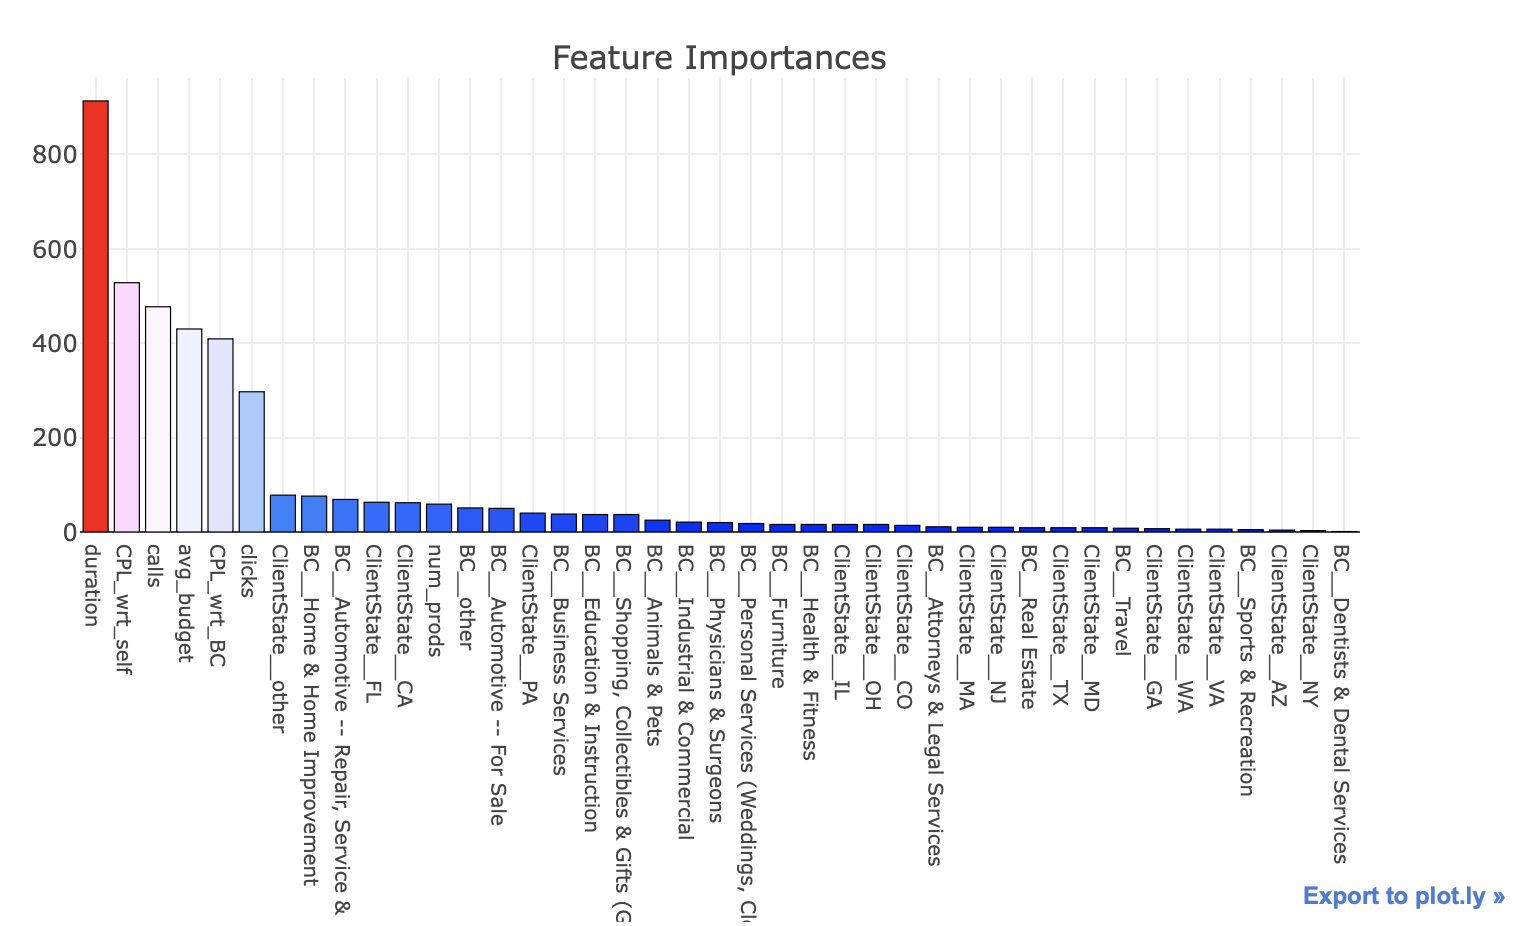 Feature Importances
800
600
400
200
0
duration
CPL_wrt_self
calls
avg_budget
CPL_wrt_BC
clicks
ClientState__other
BC__Home & Home Improvement
BC__Automotive -- Repair, Service &
ClientState__FL
ClientState__CA
num_prods
BC__other
BC__Automotive -- For Sale
ClientState__PA
BC__Business Services
BC__Education & Instruction
BC__Shopping, Collectibles & Gifts (G
BC__Animals & Pets
BC__Industrial & Commercial
BC__Physicians & Surgeons
BC__Personal Services (Weddings, Cl
BC__Furniture
BC__Health & Fitness
ClientState__IL
ClientState__OH
ClientState__CO
BC__Attorneys & Legal Services
ClientState__MA
ClientState__NJ
BC__Real Estate
ClientState__TX
ClientState__MD
BC__Travel
ClientState__GA
ClientState__WA
ClientState__VA
BC__Sports & Recreation
ClientState__AZ
ClientState__NY
BC__Dentists & Dental Services
Export to plot.ly »